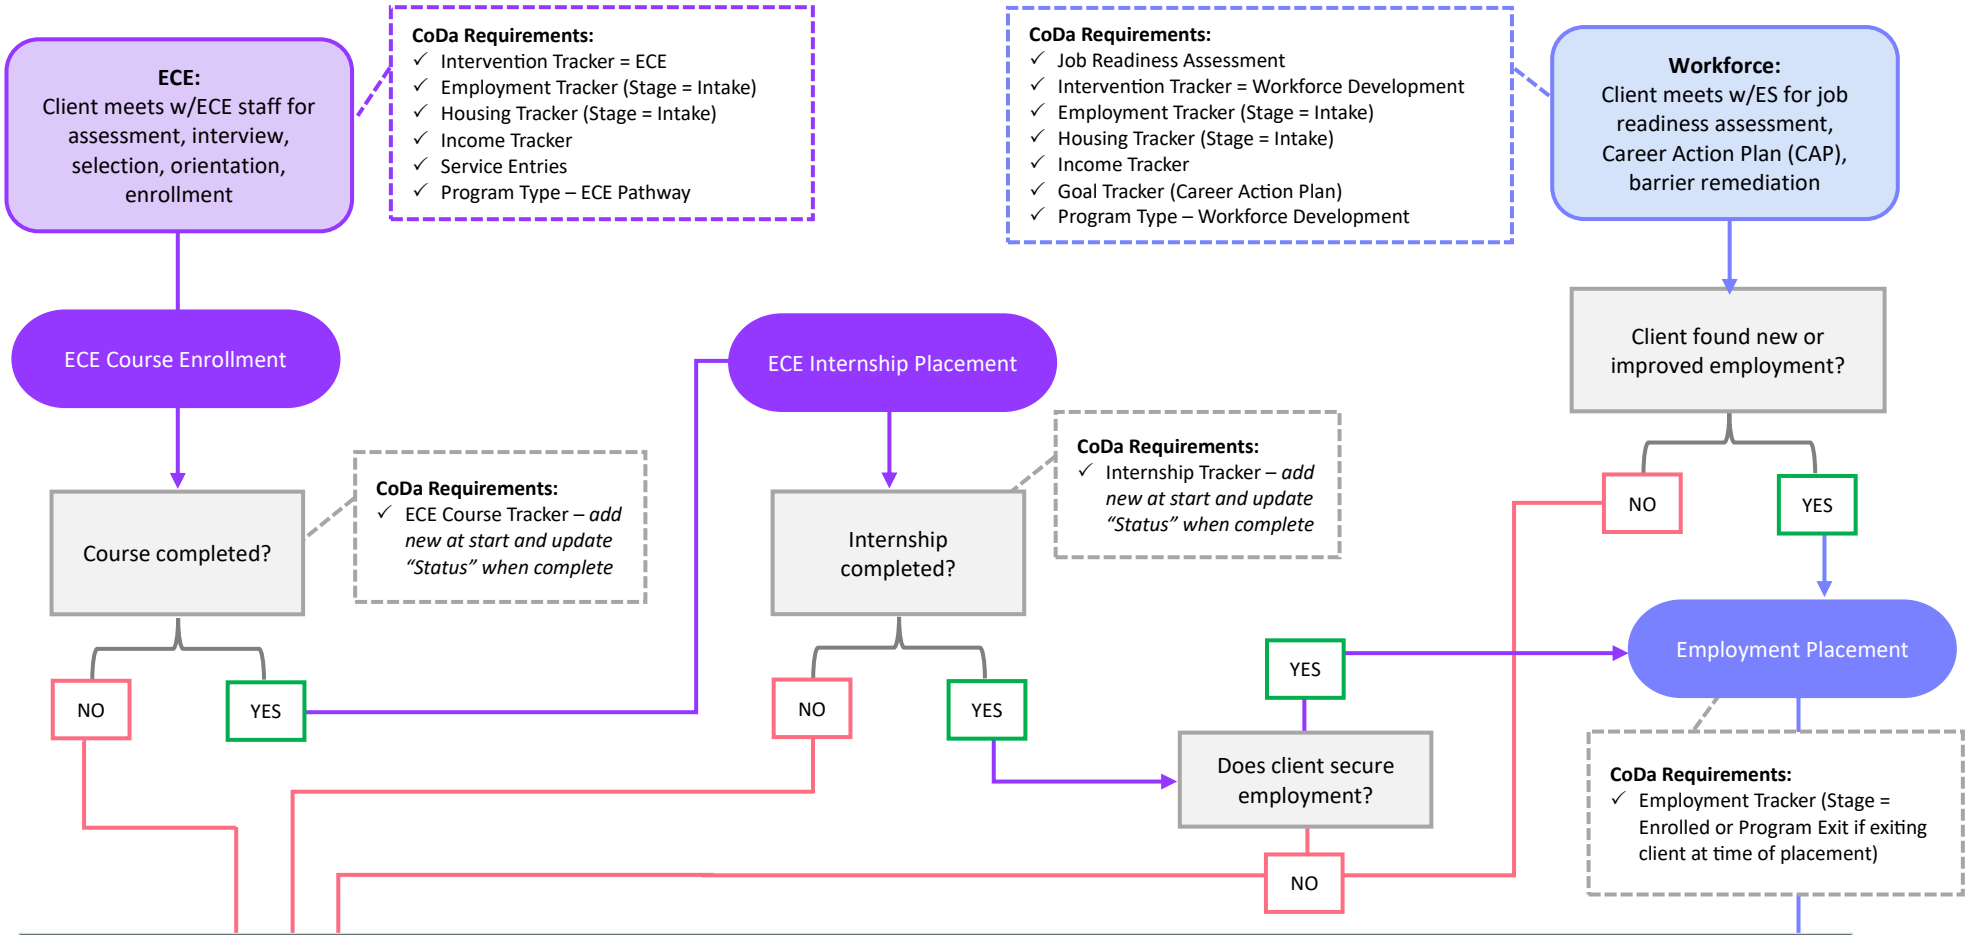 ECE:
Client meets w/ECE staff for
assessment, interview,
selection, orientation,
enrollment
CoDa Requirements:
✓ Intervention Tracker = ECE
✓ Employment Tracker (Stage = Intake)
✓ Housing Tracker (Stage = Intake)
✓ Income Tracker
✓ Service Entries
✓ Program Type – ECE Pathway
CoDa Requirements:
✓ Job Readiness Assessment
✓ Intervention Tracker = Workforce Development
✓ Employment Tracker (Stage = Intake)
✓ Housing Tracker (Stage = Intake)
✓ Income Tracker
✓ Goal Tracker (Career Action Plan)
✓ Program Type – Workforce Development
Workforce:
Client meets w/ES for job
readiness assessment,
Career Action Plan (CAP),
barrier remediation
ECE Course Enrollment
ECE Internship Placement
Client found new or
improved employment?
CoDa Requirements:
✓ ECE Course Tracker – add
new at start and update
“Status” when complete
CoDa Requirements:
✓ Internship Tracker – add
new at start and update
“Status” when complete
NO
YES
Course completed?
Internship
completed?
NO
YES
NO
YES
YES
Employment Placement
Does client secure
employment?
NO
CoDa Requirements:
✓ Employment Tracker (Stage =
Enrolled or Program Exit if exiting
client at time of placement)